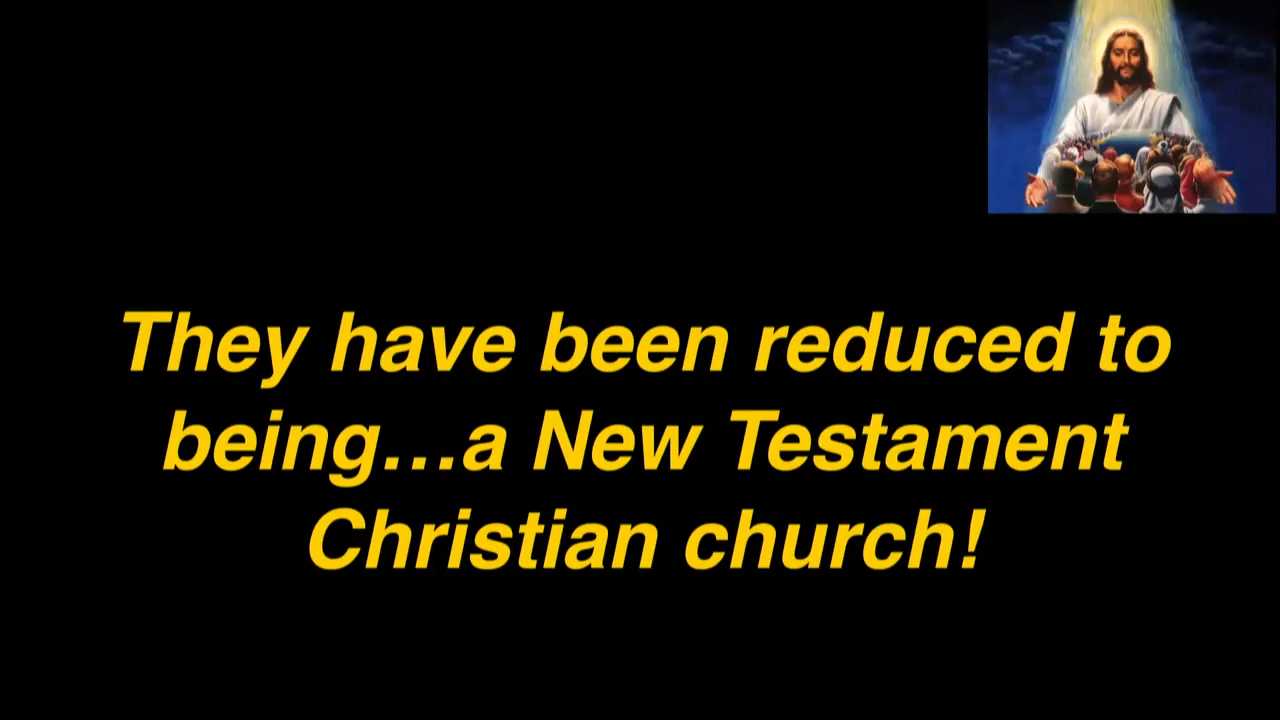 They have been reduced to
being…a New Testament
Christian church!